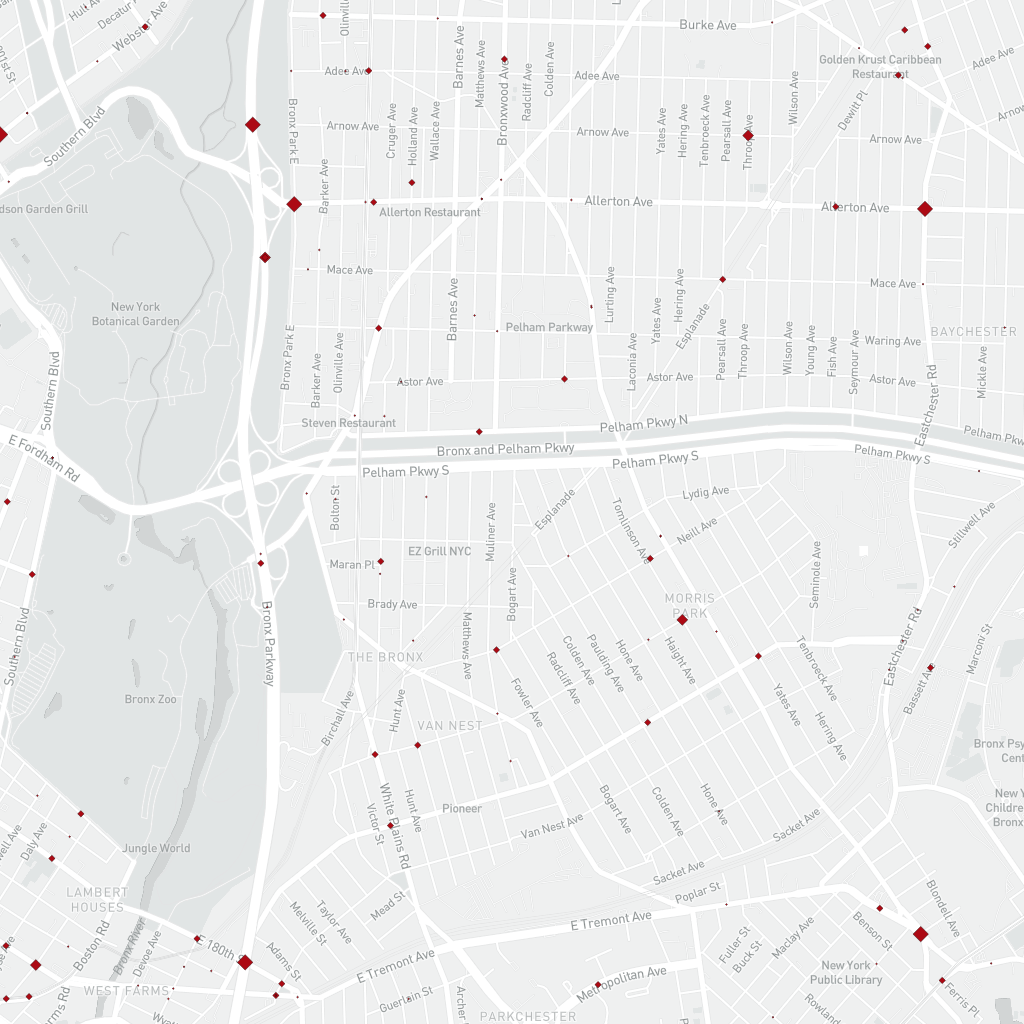 Hull Ave
Decatur Ave
Webster Ave
201st St
Olinville Ave
Barnes Ave
Matthews Ave
Bronxwood Ave
Radcliff Ave
Colden Ave
Burke Ave
Golden Krust Caribbean
Restaurant
Adee Ave
Adee Ave
Adee Ave
Wilson Ave
Dewitt Pl
Southern Blvd
Bronx Park E
Arnow Ave
Cruger Ave
Holland Ave
Wallace Ave
Arnow Ave
Yates Ave
Hering Ave
Tenbroeck Ave
Pearsall Ave
Throop Ave
Arnow Ave
Barker Ave
Allerton Restaurant
Allerton Ave
Allerton Ave
dson Garden Grill
Mace Ave
Mace Ave
New York
Botanical Garden
Barnes Ave
Lurting Ave
Yates Ave
Hering Ave
Esplanade
Pelham Parkway
BAYCHESTER
Waring Ave
Southern Blvd
Bronx Park E
Barker Ave
Olinville Ave
Astor Ave
Laconia Ave
Astor Ave
Pearsall Ave
Throop Ave
Wilson Ave
Young Ave
Fish Ave
Seymour Ave
Astor Ave
Mickle Ave
Eastchester Rd
Steven Restaurant
Pelham Pkwy N
E Fordham Rd
Bronx and Pelham Pkwy
Pelham Pkwy S
Pelham Pkwy S
Pelham Pkwy S
Bolton St
Muliner Ave
Esplanade
Tomlinson Ave
Lydig Ave
Neill Ave
Stillwell Ave
EZ Grill NYC
Maran Pl
Bogart Ave
Seminole Ave
MORRIS
PARK
Brady Ave
Southern Blvd
Bronx Parkway
Matthews Ave
Colden Ave
Radcliff Ave
Paulding Ave
Hone Ave
Haight Ave
Tenbroeck Ave
Eastchester Rd
Bassett Ave
Marconi St
THE BRONX
Bronx Zoo
Birchall Ave
Hunt Ave
Fowler Ave
Yates Ave
Hering Ave
VAN NEST
Bronx Psy
Cent
White Plains Rd
Victor St
Hunt Ave
Pioneer
Van Nest Ave
Bogart Ave
Colden Ave
Hone Ave
Sacket Ave
New Y
Children
Bronx
Daly Ave
Jungle World
LAMBERT
HOUSES
Sacket Ave
Poplar St
Blondell Ave
Mead St
Taylor Ave
Melville St
E Tremont Ave
Benson St
Boston Rd
Bronx River
Devoe Ave
E 180th S
Adams St
E Tremont Ave
Fuller St
Buck St
Maclay Ave
New York
Public Library
Metropolitan Ave
Ferris Pl
WEST FARMS
Guerlain St
PARKCHESTER
Rowland